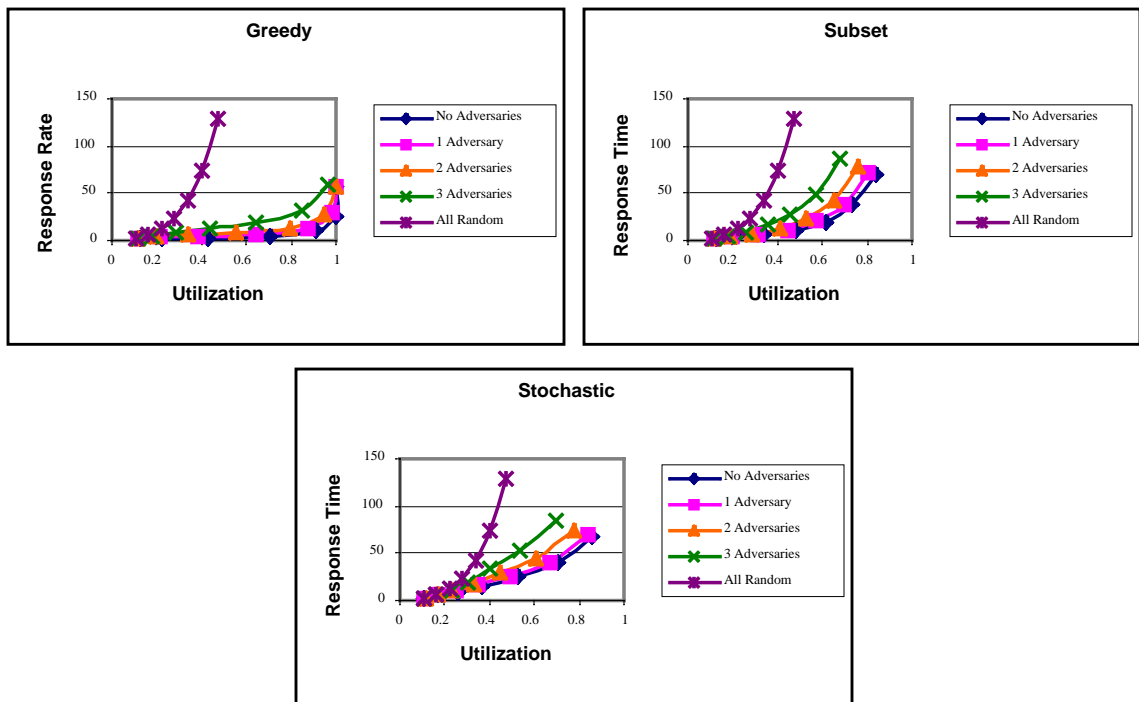 Greedy
Response Rate
150
100
50
0
0 0.2 0.4 0.6 0.8 1
Utilization
No Adversaries
1 Adversary
2 Adversaries
3 Adversaries
All Random
Subset
Response Time
150
100
50
0
0 0.2 0.4 0.6 0.8 1
Utilization
No Adversaries
1 Adversary
2 Adversaries
3 Adversaries
All Random
Stochastic
Response Time
150
100
50
0
0 0.2 0.4 0.6 0.8 1
Utilization
No Adversaries
1 Adversary
2 Adversaries
3 Adversaries
All Random